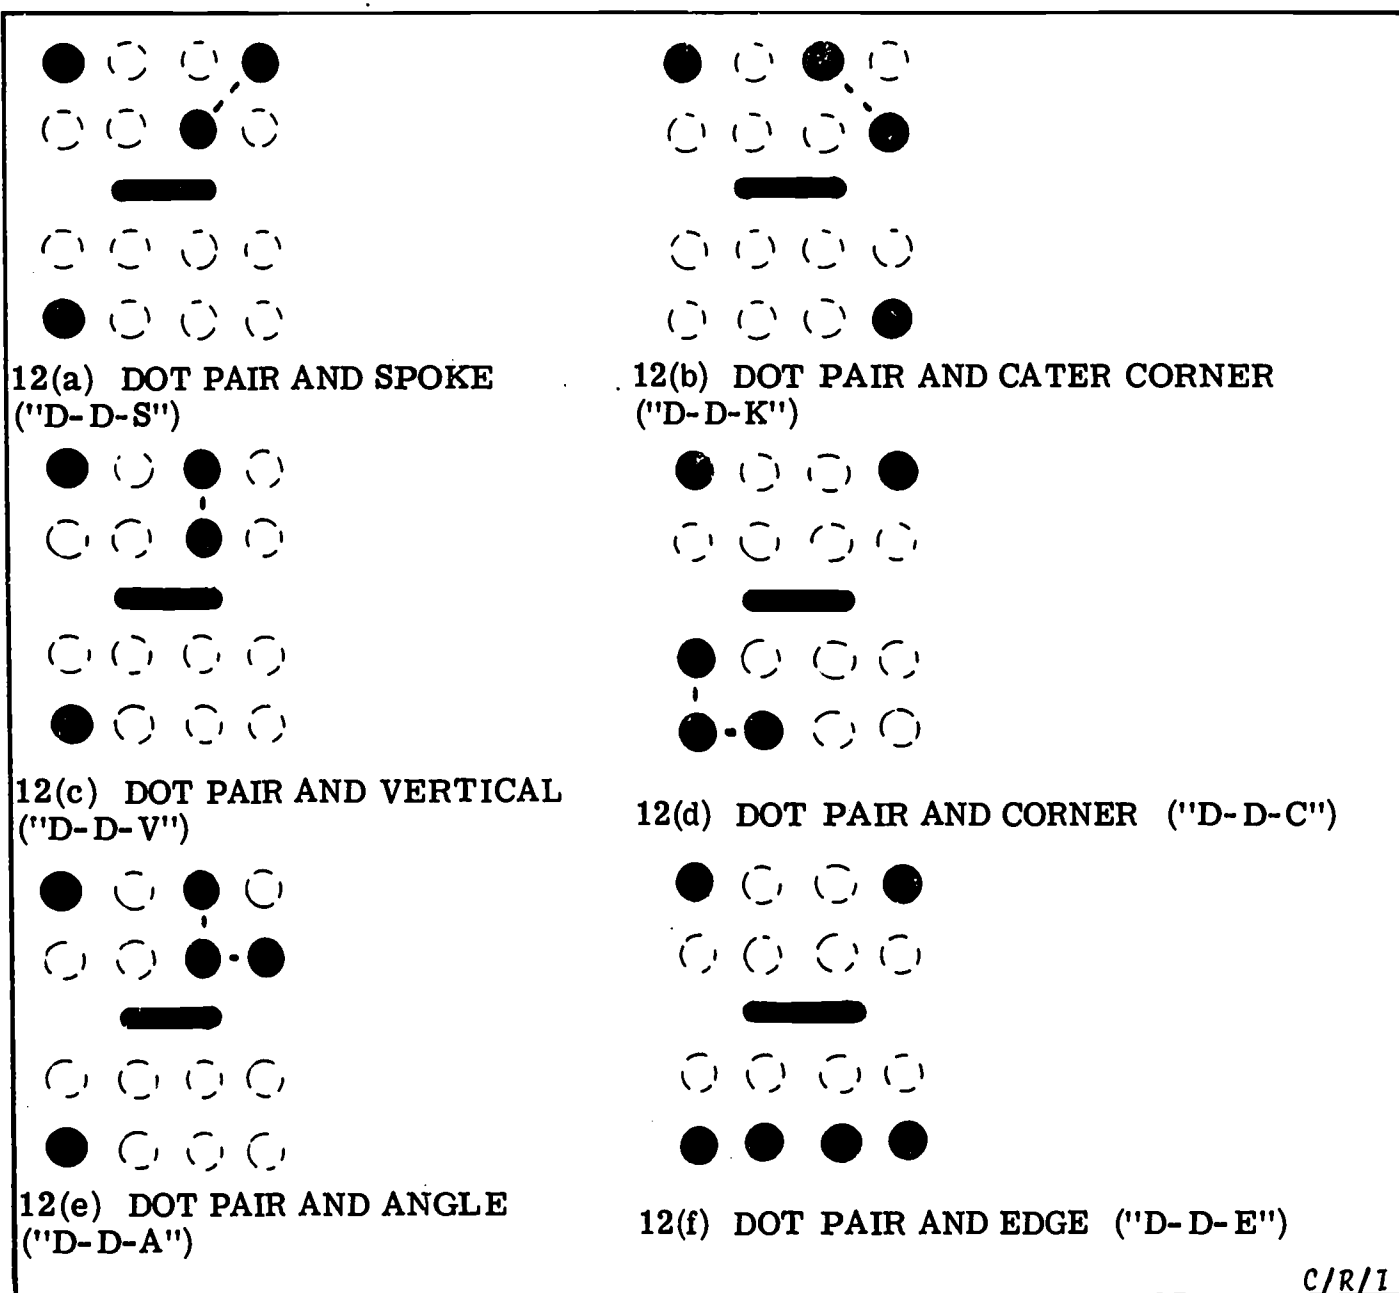 12(a) DOT PAIR AND SPOKE
("D-D-S")
12(b) DOT PAIR AND CATER CORNER
("D-D-K")
12(c) DOT PAIR AND VERTICAL
("D-D-V")
12(d) DOT PAIR AND CORNER ("D-D-C")
12(e) DOT PAIR AND ANGLE
("D-D-A")
12(f) DOT PAIR AND EDGE ("D-D-E")
C/R/I